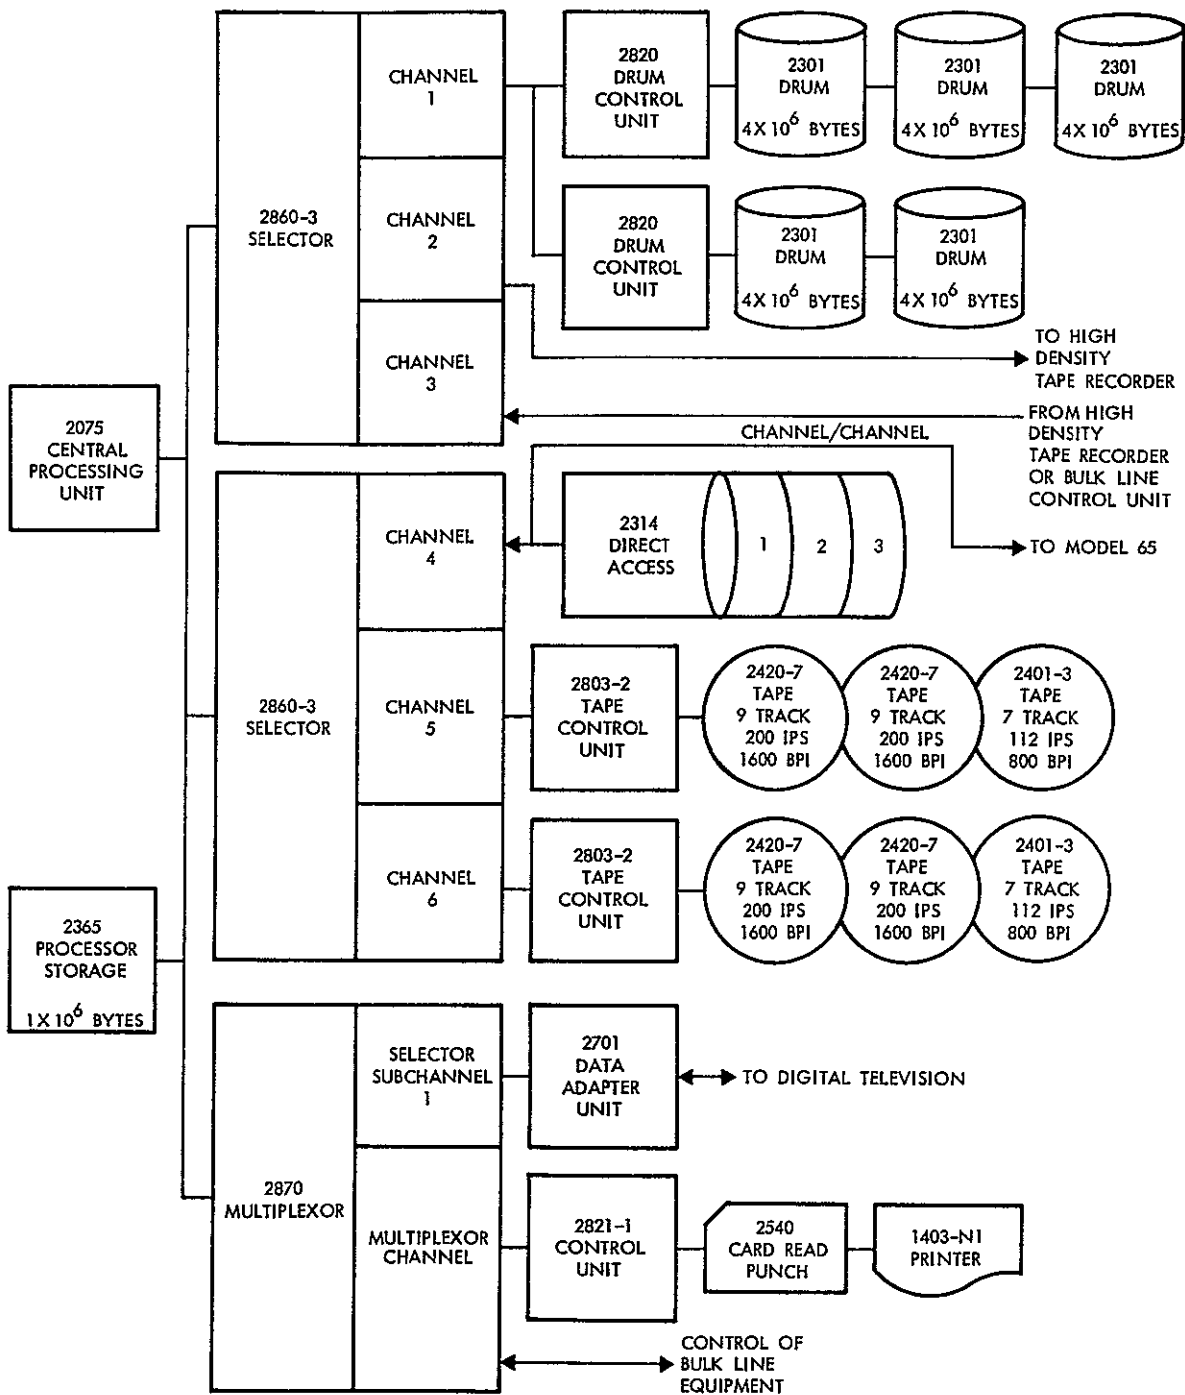 2075
CENTRAL
PROCESSING
UNIT
2365
PROCESSOR
STORAGE
1 X 10⁶ BYTES
2860-3
SELECTOR
CHANNEL
1
CHANNEL
2
CHANNEL
3
2820
DRUM
CONTROL
UNIT
2301
DRUM
4 X 10⁶ BYTES
2301
DRUM
4 X 10⁶ BYTES
2301
DRUM
4 X 10⁶ BYTES
2820
DRUM
CONTROL
UNIT
2301
DRUM
4 X 10⁶ BYTES
2301
DRUM
4 X 10⁶ BYTES
TO HIGH
DENSITY
TAPE RECORDER
FROM HIGH
DENSITY
TAPE RECORDER
OR BULK LINE
CONTROL UNIT
CHANNEL/CHANNEL
2860-3
SELECTOR
CHANNEL
4
CHANNEL
5
CHANNEL
6
2314
DIRECT
ACCESS
1
2
3
TO MODEL 65
2803-2
TAPE
CONTROL
UNIT
2420-7
TAPE
9 TRACK
200 IPS
1600 BPI
2420-7
TAPE
9 TRACK
200 IPS
1600 BPI
2401-3
TAPE
7 TRACK
112 IPS
800 BPI
2803-2
TAPE
CONTROL
UNIT
2420-7
TAPE
9 TRACK
200 IPS
1600 BPI
2420-7
TAPE
9 TRACK
200 IPS
1600 BPI
2401-3
TAPE
7 TRACK
112 IPS
800 BPI
2870
MULTIPLEXOR
SELECTOR
SUBCHANNEL
1
MULTIPLEXOR
CHANNEL
2701
DATA
ADAPTER
UNIT
TO DIGITAL TELEVISION
2821-1
CONTROL
UNIT
2540
CARD READ
PUNCH
1403-N1
PRINTER
CONTROL OF
BULK LINE
EQUIPMENT